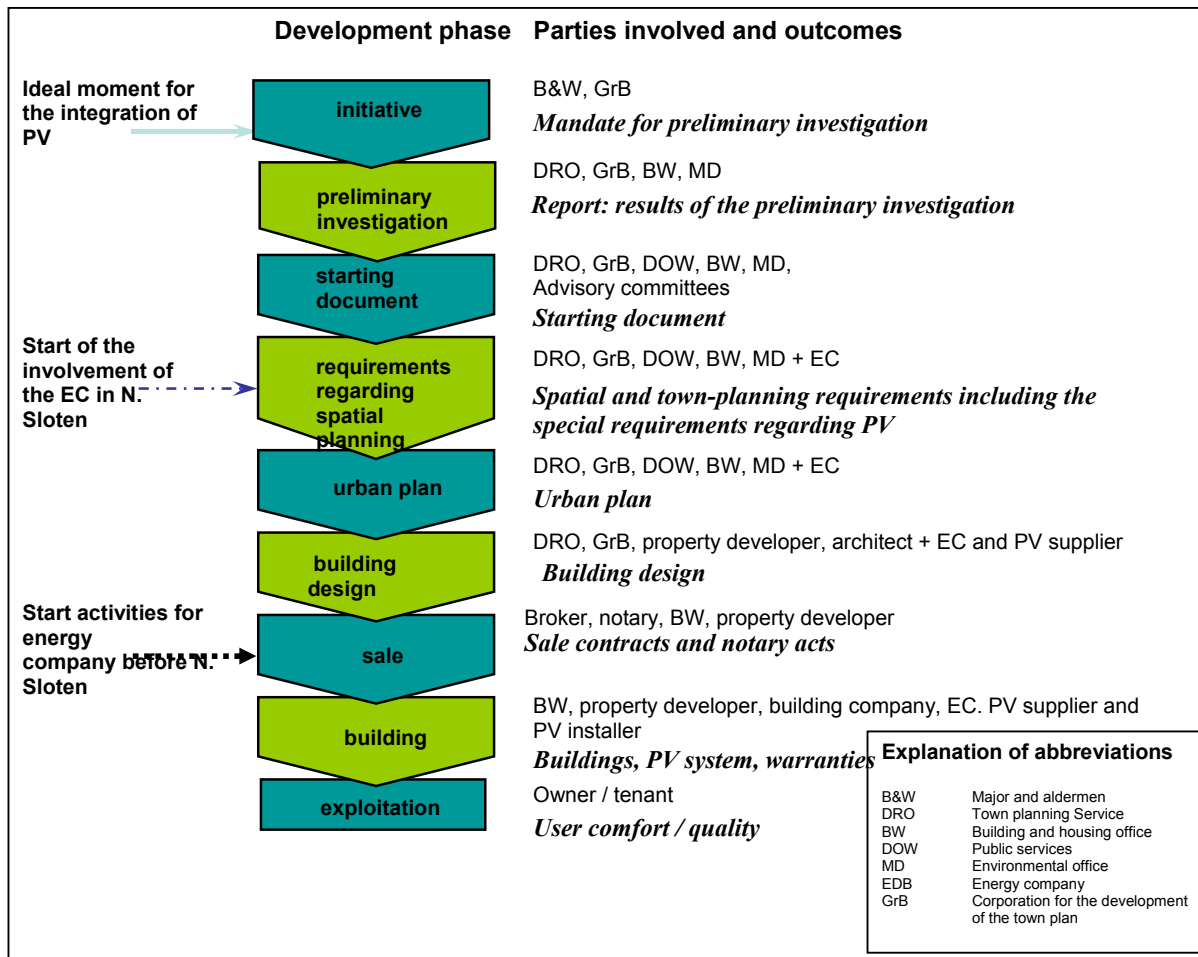 Development phase Parties involved and outcomes
Ideal moment for
the integration of
PV
initiative
B&W, GrB
Mandate for preliminary investigation
preliminary
investigation
DRO, GrB, BW, MD
Report: results of the preliminary investigation
starting
document
DRO, GrB, DOW, BW, MD,
Advisory committees
Starting document
Start of the
involvement of
the EC in N.
Sloten
requirements
regarding
spatial
planning
DRO, GrB, DOW, BW, MD + EC
Spatial and town-planning requirements including the
special requirements regarding PV
urban plan
DRO, GrB, DOW, BW, MD + EC
Urban plan
building
design
DRO, GrB, property developer, architect + EC and PV supplier
Building design
Start activities for
energy
company before N.
Sloten
sale
Broker, notary, BW, property developer
Sale contracts and notary acts
building
BW, property developer, building company, EC. PV supplier and
PV installer
Buildings, PV system, warranties
exploitation
Owner / tenant
User comfort / quality
Explanation of abbreviations
B&W Major and aldermen
DRO Town planning Service
BW Building and housing office
DOW Public services
MD Environmental office
EDB Energy company
GrB Corporation for the development
of the town plan